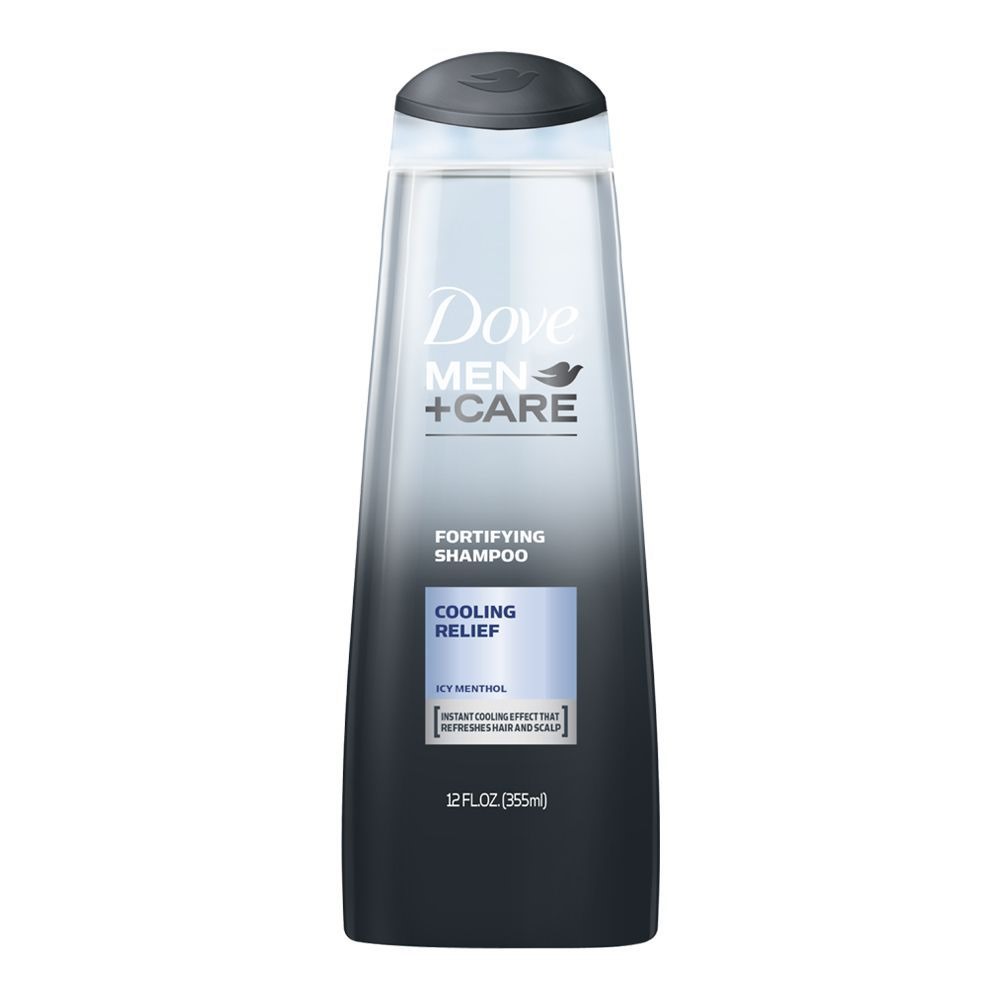 Dove
MEN
+CARE
FORTIFYING
SHAMPOO
COOLING
RELIEF
ICY MENTHOL
[INSTANT COOLING EFFECT THAT
REFRESHES HAIR AND SCALP]
12 FL.OZ. (355ml)